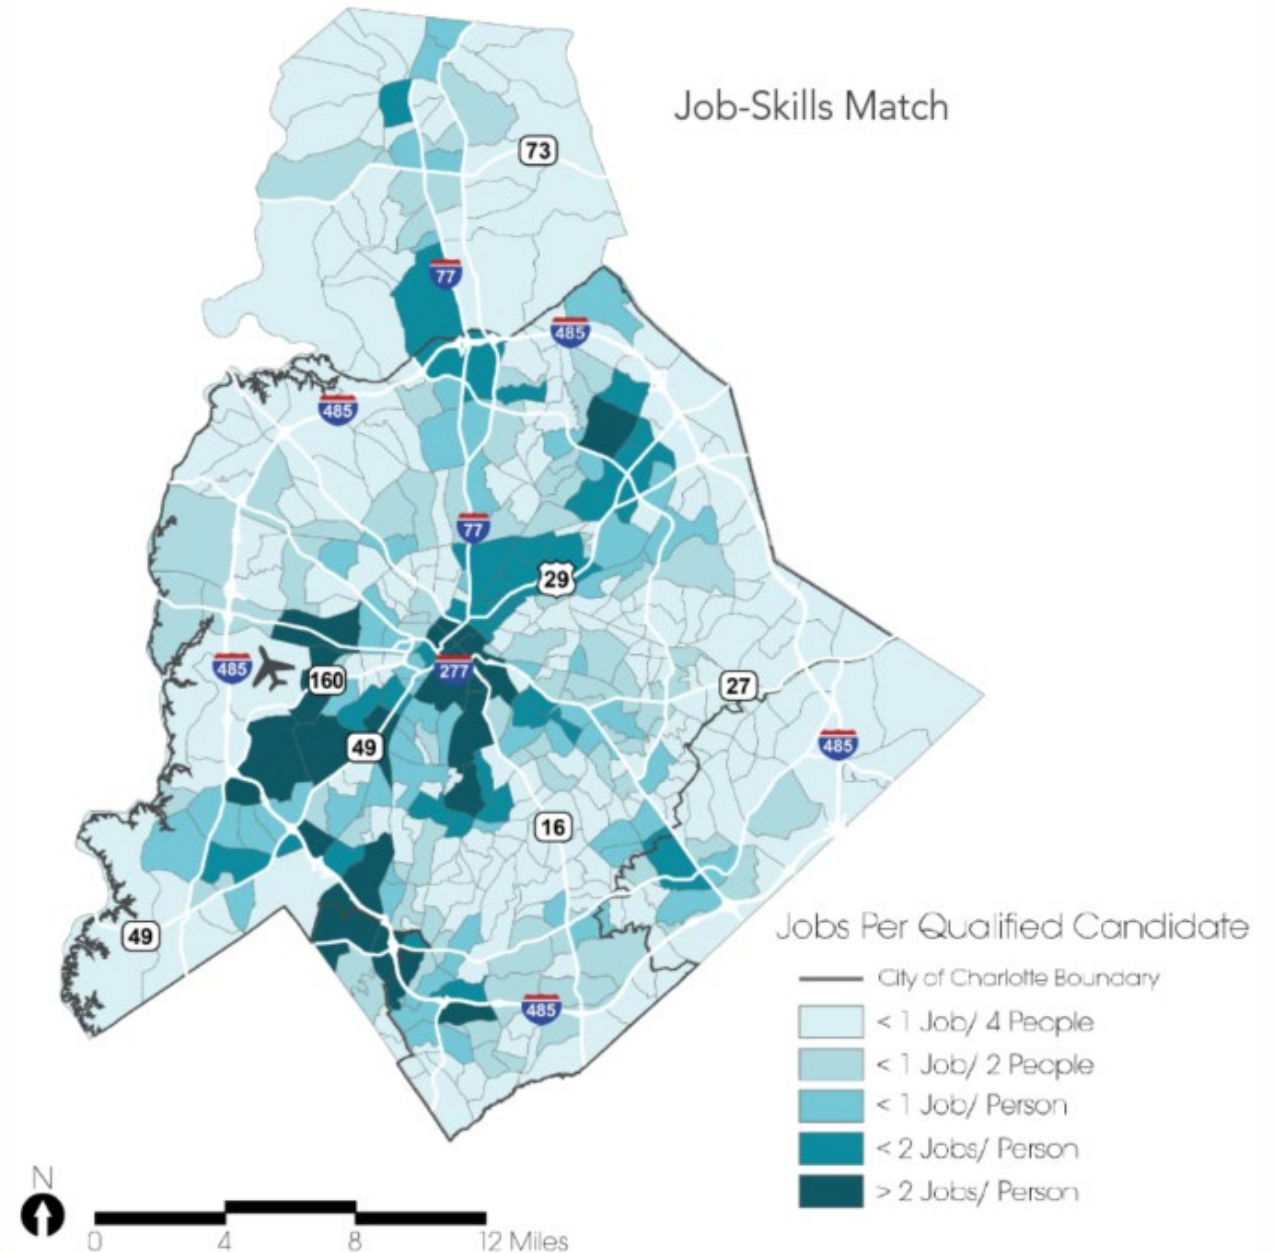 Job-Skills Match
73
77
485
485
77
29
485
160
277
27
49
485
16
49
485
Jobs Per Qualified Candidate
City of Charlotte Boundary
< 1 Job/ 4 People
< 1 Job/ 2 People
< 1 Job/ Person
< 2 Jobs/ Person
> 2 Jobs/ Person
N
0 4 8 12 Miles